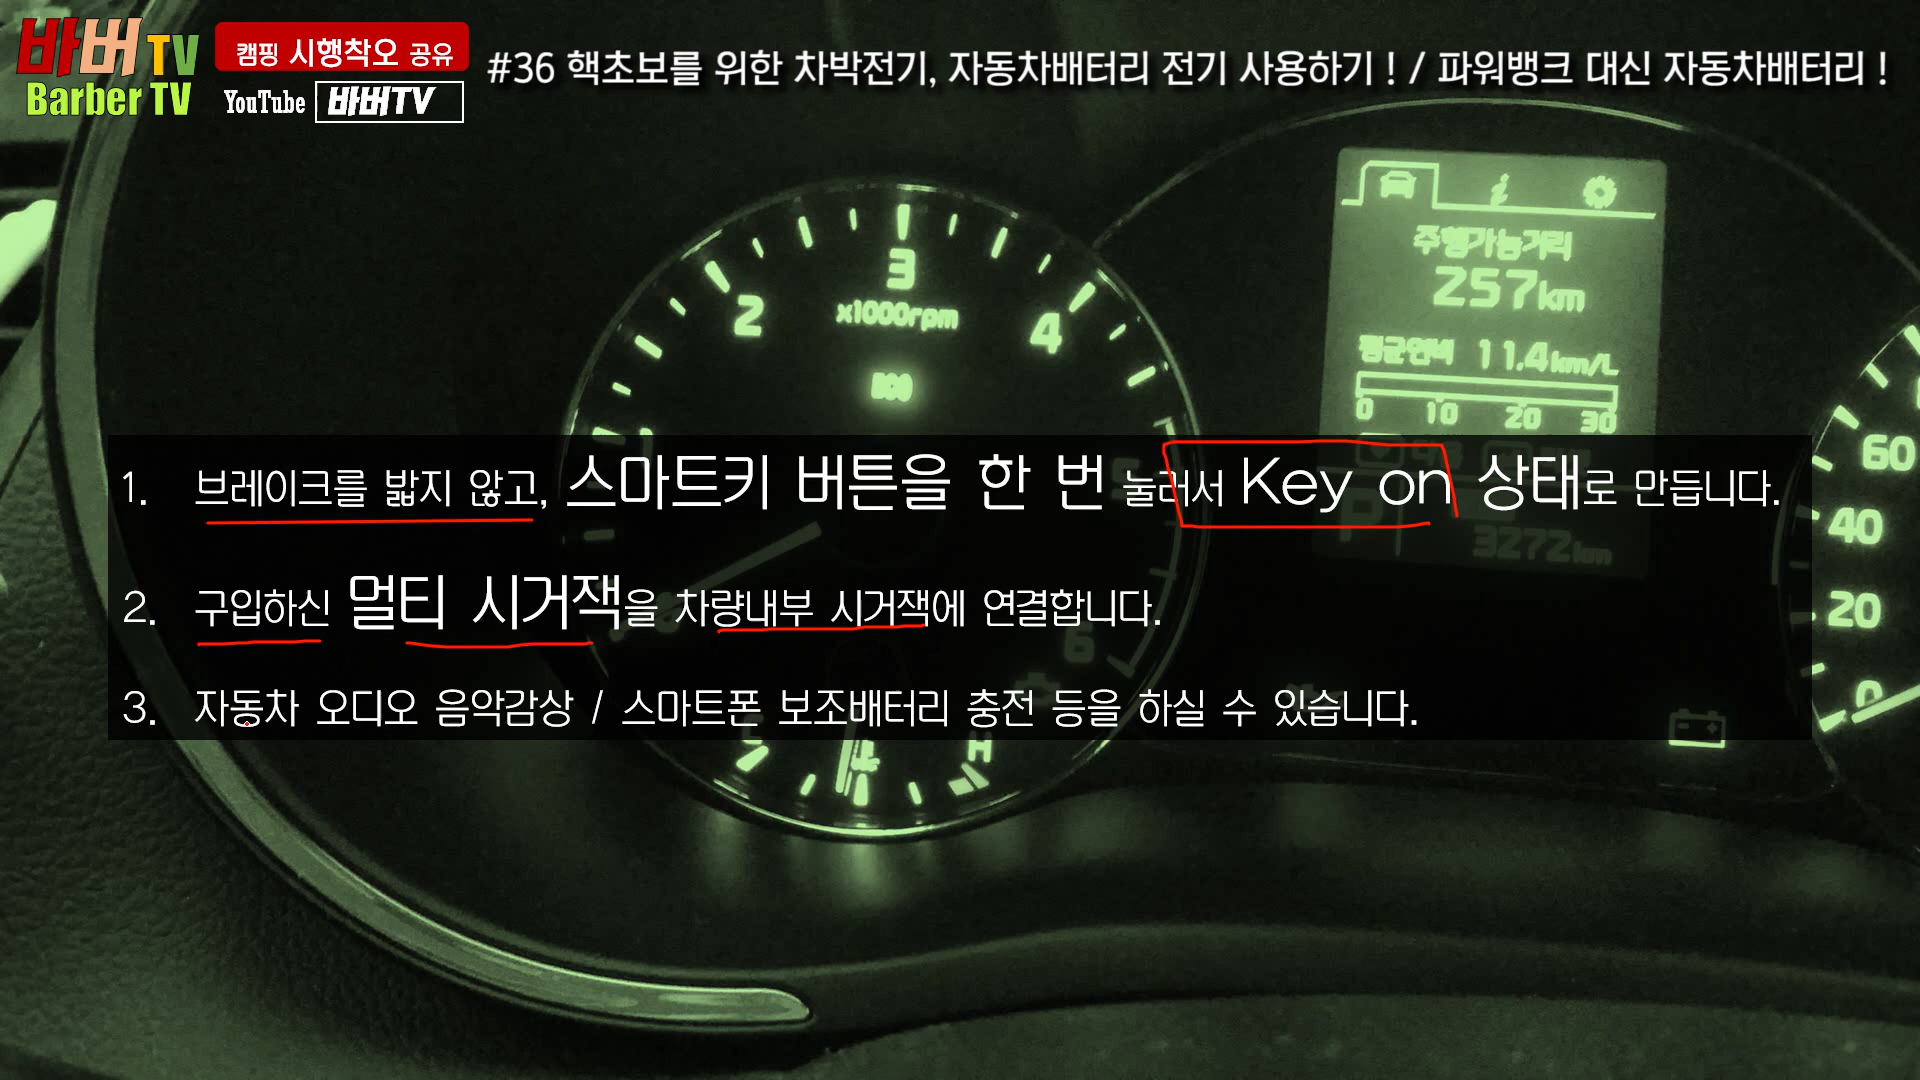 바버TV
Barber TV
캠핑 시행착오 공유
YouTube 바버TV
#36 핵초보를 위한 차박전기, 자동차배터리 전기 사용하기 ! / 파워뱅크 대신 자동차배터리 !
주행가능거리
257km
평균연비 11.4km/L
0 10 20 30
2
3
4
x1000rpm
ECO
1. 브레이크를 밟지 않고, 스마트키 버튼을 한 번 눌러서 Key on 상태로 만듭니다.
P
3272km
2. 구입하신 멀티 시거잭을 차량내부 시거잭에 연결합니다.
6
3. 자동차 오디오 음악감상 / 스마트폰 보조배터리 충전 등을 하실 수 있습니다.
C
H
60
40
20
0